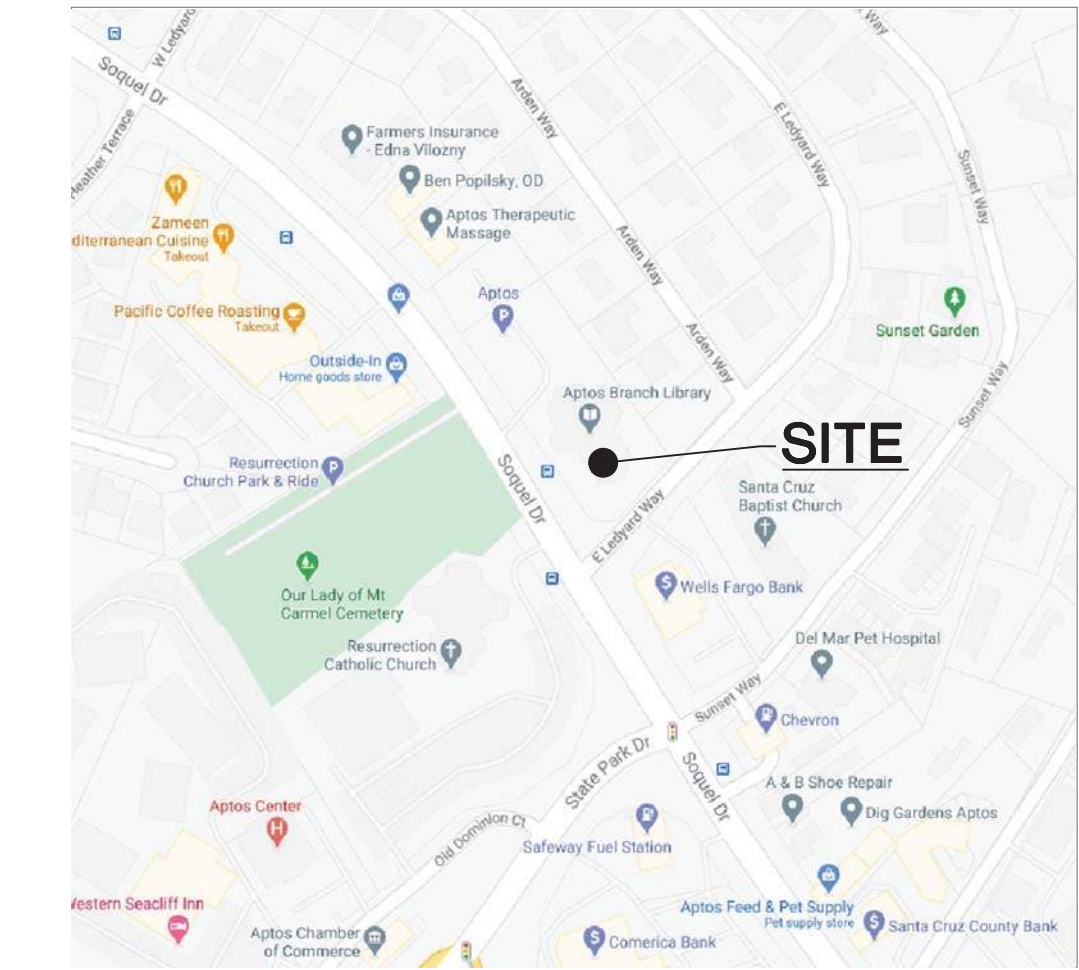 W Ledyard
Way
Soquel Dr
Heather Terrace
Arden Way
E Ledyard Way
Sunset Way
Farmers Insurance
- Edna Vilozny
Ben Popilsky, OD
Aptos Therapeutic
Massage
Zameen
diterranean Cuisine
Takeout
Arden Way
Aptos
P
Pacific Coffee Roasting
Takeout
Sunset Garden
Arden Way
Outside-In
Home goods store
Sunset Way
Aptos Branch Library
SITE
Resurrection
Church Park & Ride
P
Soquel Dr
Santa Cruz
Baptist Church
E Ledyard Way
Our Lady of Mt
Carmel Cemetery
$
Wells Fargo Bank
Resurrection
Catholic Church
Del Mar Pet Hospital
Sunset Way
Chevron
State Park Dr
Soquel Dr
A & B Shoe Repair
Aptos Center
H
Dig Gardens Aptos
Old Dominion Ct
Safeway Fuel Station
Western Seacliff Inn
Aptos Feed & Pet Supply
Pet supply store
$
Santa Cruz County Bank
Aptos Chamber
of Commerce
$
Comerica Bank